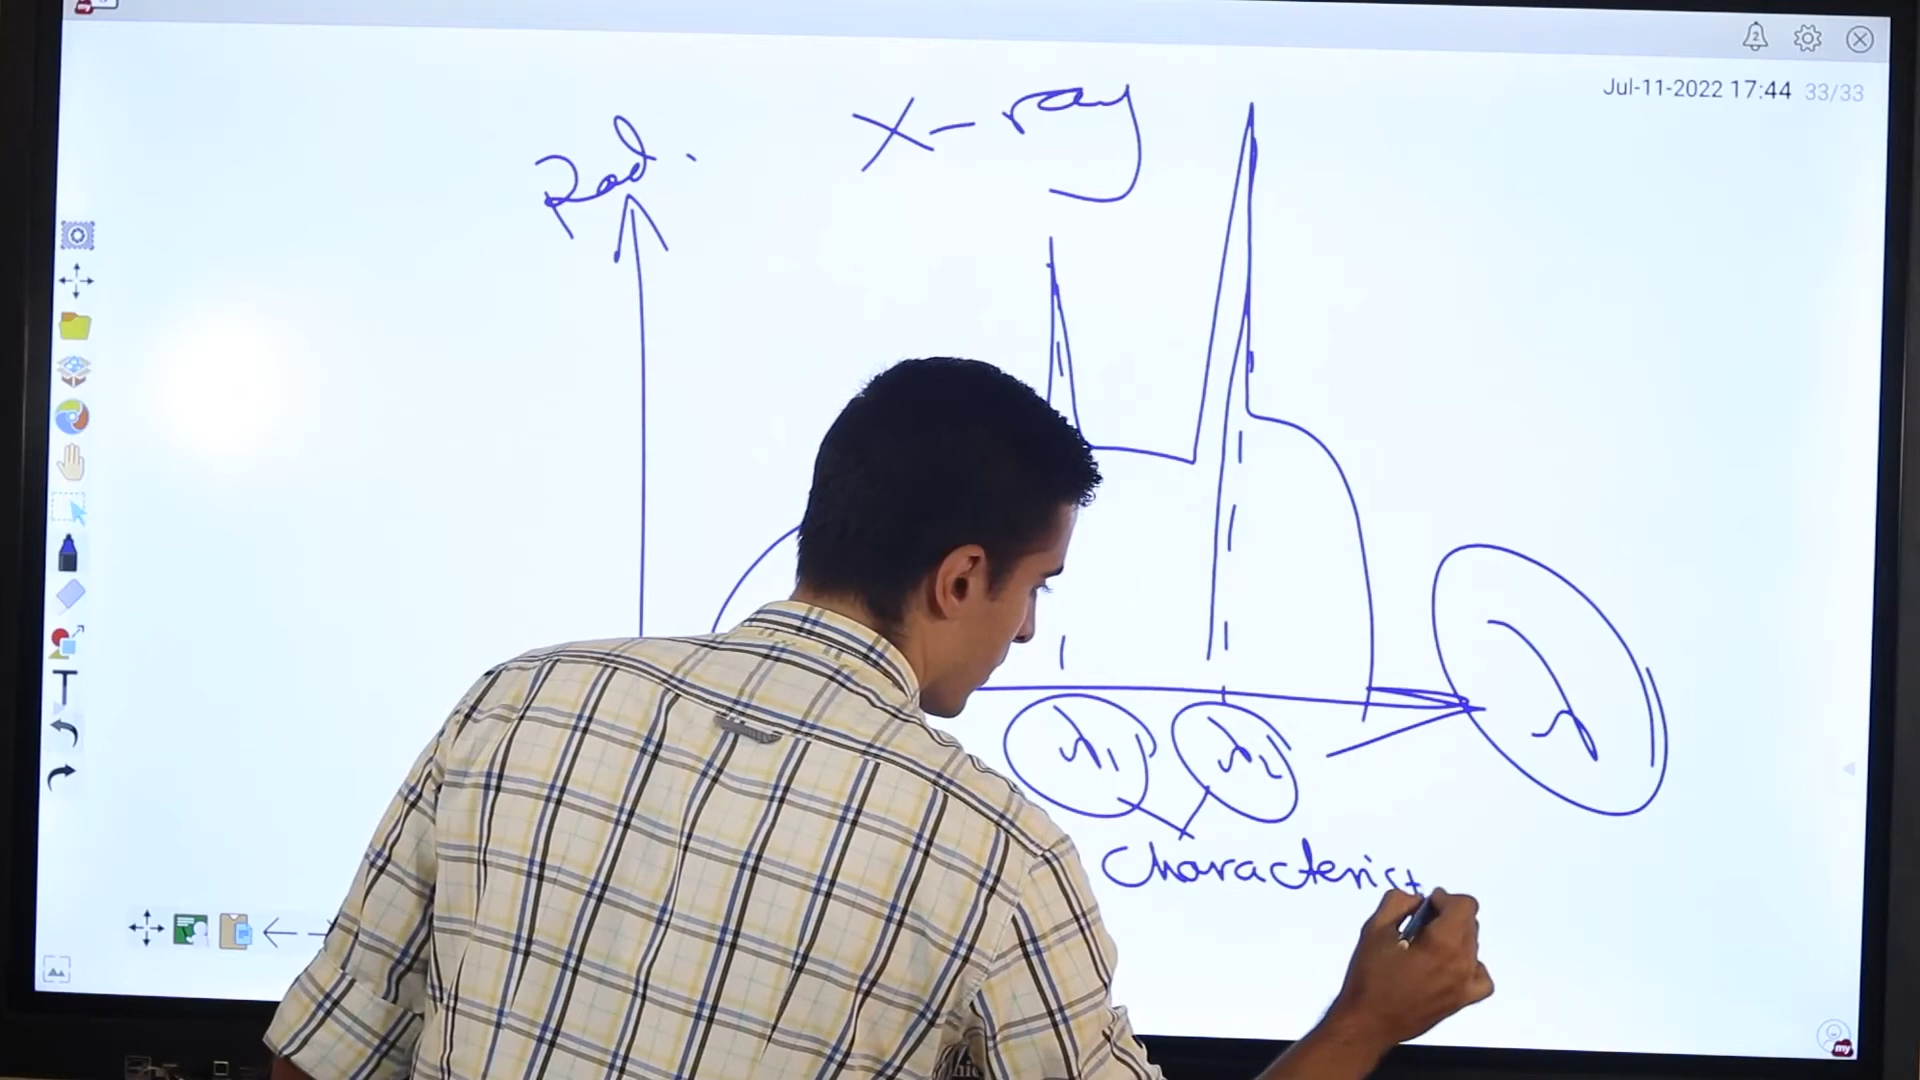 Jul-11-2022 17:44 33/33
X-ray
Rad.
λ
λ1 λ2
Characterist